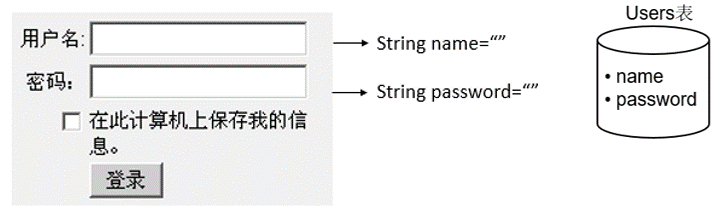 用户名:
String name=“”
密码：
String password=“”
在此计算机上保存我的信
息。
登录
Users表
• name
• password